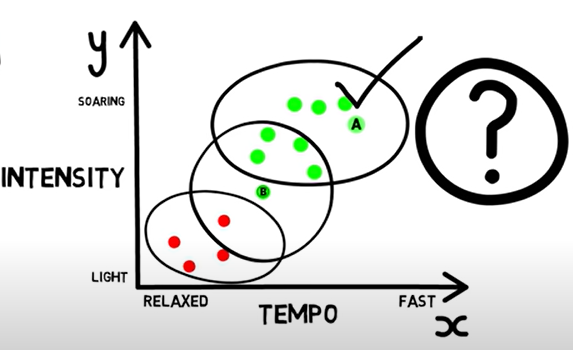 y
SOARING
A
INTENSITY
B
LIGHT
RELAXED
TEMPO
FAST
x
?